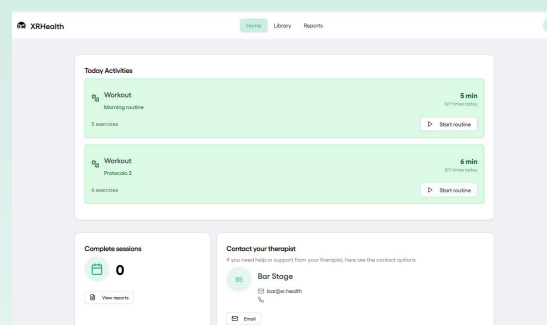 XRHealth
Home Library Reports
Today Activities
Workout
5 min
Morning routine
0/1 times today
5 exercises
Start routine
Workout
6 min
Protocolo 2
0/1 times today
6 exercises
Start routine
Complete sessions
0
View reports
Contact your therapist
If you need help or support from your therapist, here are the contact options
BS
Bar Stage
bar@xr.health
Email